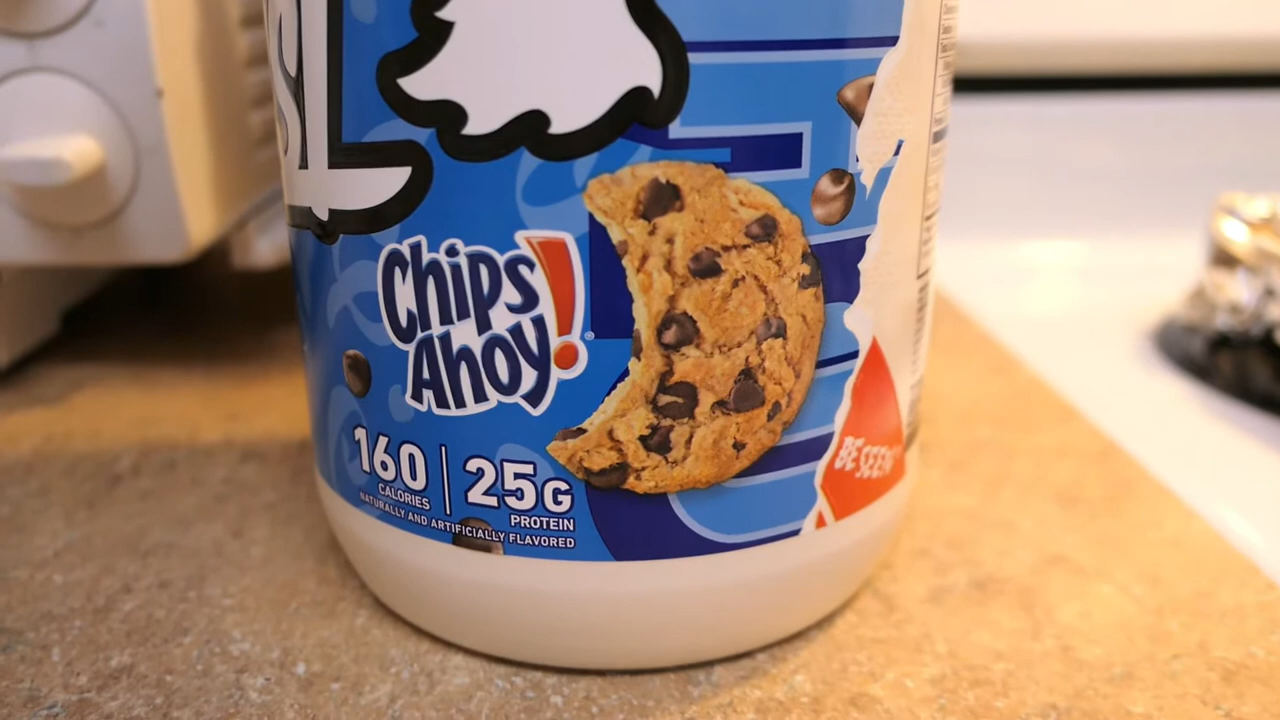 Chips
Ahoy!
160
CALORIES
25G
PROTEIN
NATURALLY AND ARTIFICIALLY FLAVORED
BE SEEN